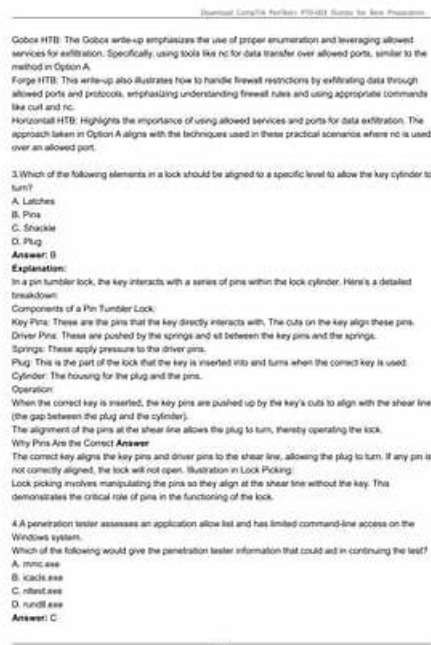 Download CompTIA PenTest+ PT0-003 Dumps for Best Preparation
Gobox HTB: The Gobox write-up emphasizes the use of proper enumeration and leveraging allowed
services for exfiltration. Specifically, using tools like nc for data transfer over allowed ports, similar to the
method in Option A.
Forge HTB: This write-up also illustrates how to handle firewall restrictions by exfiltrating data through
allowed ports and protocols, emphasizing understanding firewall rules and using appropriate commands
like curl and nc.
Horizontall HTB: Highlights the importance of using allowed services and ports for data exfiltration. The
approach taken in Option A aligns with the techniques used in these practical scenarios where nc is used
over an allowed port.
3.Which of the following elements in a lock should be aligned to a specific level to allow the key cylinder to
turn?
A. Latches
B. Pins
C. Shackle
D. Plug
Answer: B
Explanation:
In a pin tumbler lock, the key interacts with a series of pins within the lock cylinder. Here's a detailed
breakdown:
Components of a Pin Tumbler Lock:
Key Pins: These are the pins that the key directly interacts with. The cuts on the key align these pins.
Driver Pins: These are pushed by the springs and sit between the key pins and the springs.
Springs: These apply pressure to the driver pins.
Plug: This is the part of the lock that the key is inserted into and turns when the correct key is used.
Cylinder: The housing for the plug and the pins.
Operation:
When the correct key is inserted, the key pins are pushed up by the key's cuts to align with the shear line
(the gap between the plug and the cylinder).
The alignment of the pins at the shear line allows the plug to turn, thereby operating the lock.
Why Pins Are the Correct Answer
The correct key aligns the key pins and driver pins to the shear line, allowing the plug to turn. If any pin is
not correctly aligned, the lock will not open. Illustration in Lock Picking:
Lock picking involves manipulating the pins so they align at the shear line without the key. This
demonstrates the critical role of pins in the functioning of the lock.
4.A penetration tester assesses an application allow list and has limited command-line access on the
Windows system.
Which of the following would give the penetration tester information that could aid in continuing the test?
A. mmc.exe
B. icacls.exe
C. nltest.exe
D. rundll.exe
Answer: C